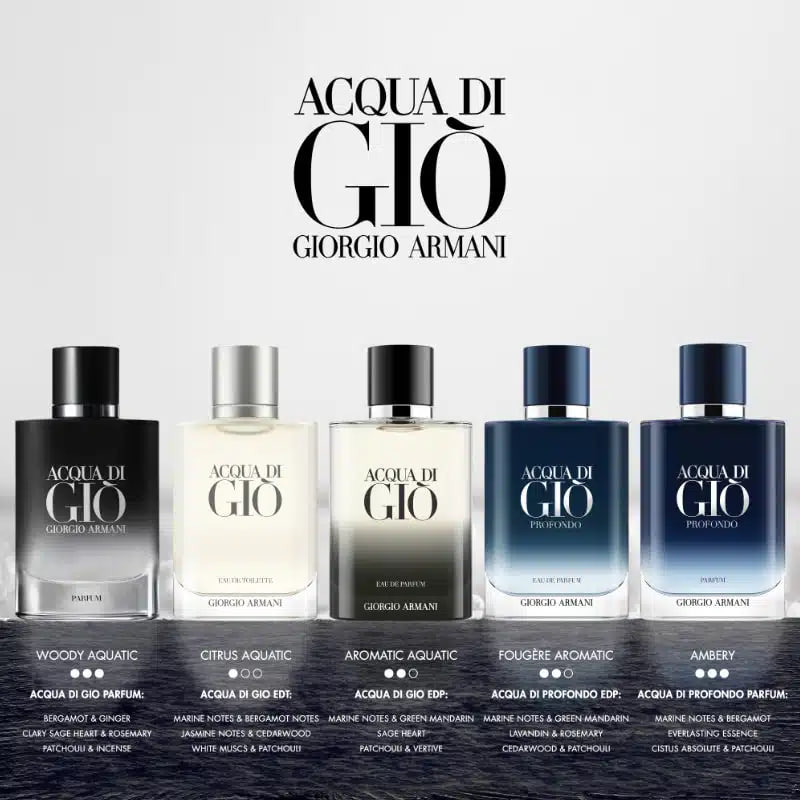 ACQUA DI
GIÒ
GIORGIO ARMANI
ACQUA DI
GIÒ
GIORGIO ARMANI
PARFUM
ACQUA DI
GIÒ
EAU DE TOILETTE
GIORGIO ARMANI
ACQUA DI
GIÒ
EAU DE PARFUM
GIORGIO ARMANI
ACQUA DI
GIÒ
PROFONDO
EAU DE PARFUM
GIORGIO ARMANI
ACQUA DI
GIÒ
PROFONDO
PARFUM
GIORGIO ARMANI
WOODY AQUATIC
ACQUA DI GIO PARFUM:
BERGAMOT & GINGER
CLARY SAGE HEART & ROSEMARY
PATCHOULI & INCENSE
CITRUS AQUATIC
ACQUA DI GIO EDT:
MARINE NOTES & BERGAMOT NOTES
JASMINE NOTES & CEDARWOOD
WHITE MUSCS & PATCHOULI
AROMATIC AQUATIC
ACQUA DI GIO EDP:
MARINE NOTES & GREEN MANDARIN
SAGE HEART
PATCHOULI & VERTIVE
FOUGÈRE AROMATIC
ACQUA DI PROFONDO EDP:
MARINE NOTES & GREEN MANDARIN
LAVANDIN & ROSEMARY
CEDARWOOD & PATCHOULI
AMBERY
ACQUA DI PROFONDO PARFUM:
MARINE NOTES & BERGAMOT
EVERLASTING ESSENCE
CISTUS ABSOLUTE & PATCHOULI